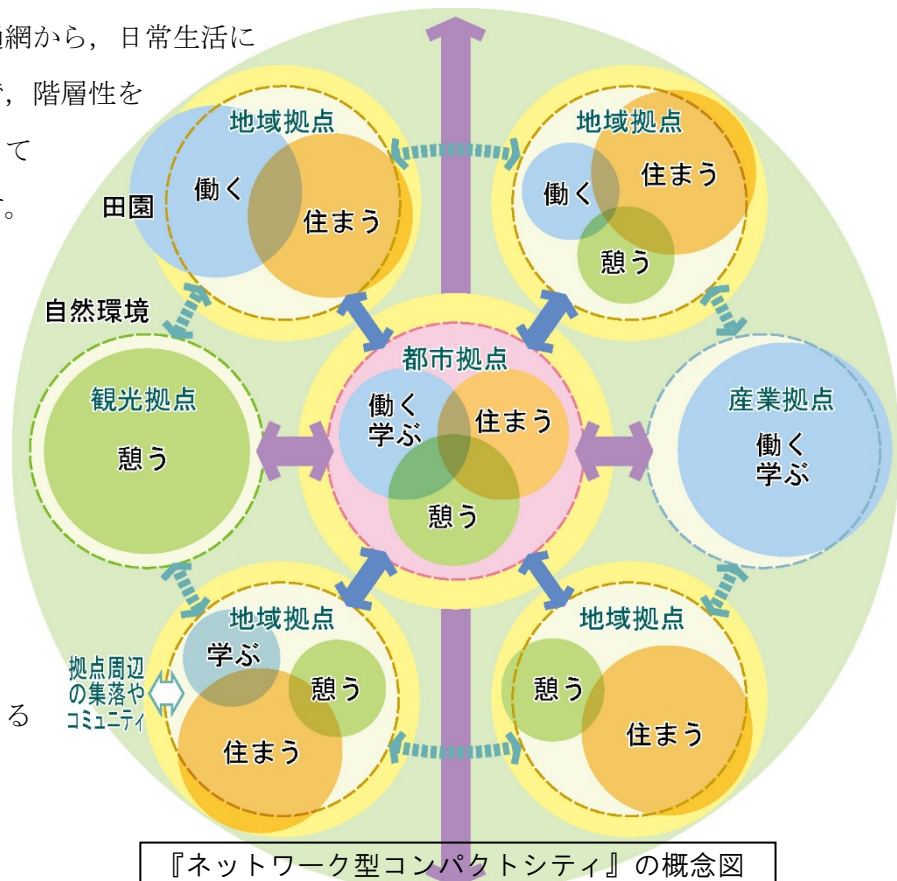 網から，日常生活に
，階層性を
て
。
地域拠点
働く
住まう
田園
地域拠点
働く
住まう
憩う
自然環境
観光拠点
憩う
都市拠点
働く
学ぶ
住まう
憩う
産業拠点
働く
学ぶ
地域拠点
学ぶ
憩う
住まう
拠点周辺
の集落や
コミュニティ
る
地域拠点
憩う
住まう
『ネットワーク型コンパクトシティ』の概念図